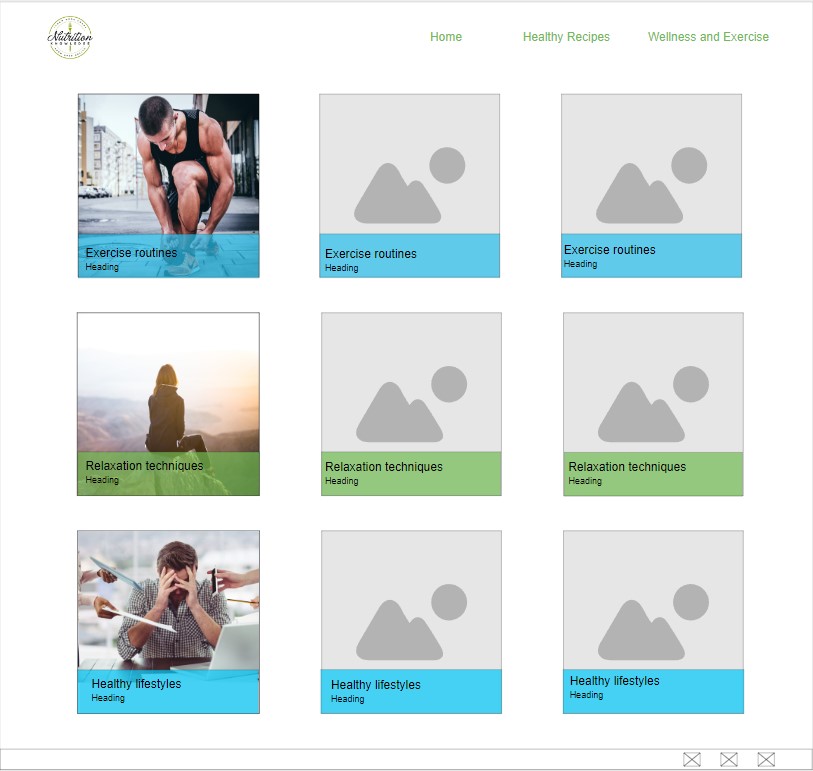 Nutrition
KNOWLEDGE
Home Healthy Recipes Wellness and Exercise
Exercise routines
Heading
Exercise routines
Heading
Exercise routines
Heading
Relaxation techniques
Heading
Relaxation techniques
Heading
Relaxation techniques
Heading
Healthy lifestyles
Heading
Healthy lifestyles
Heading
Healthy lifestyles
Heading